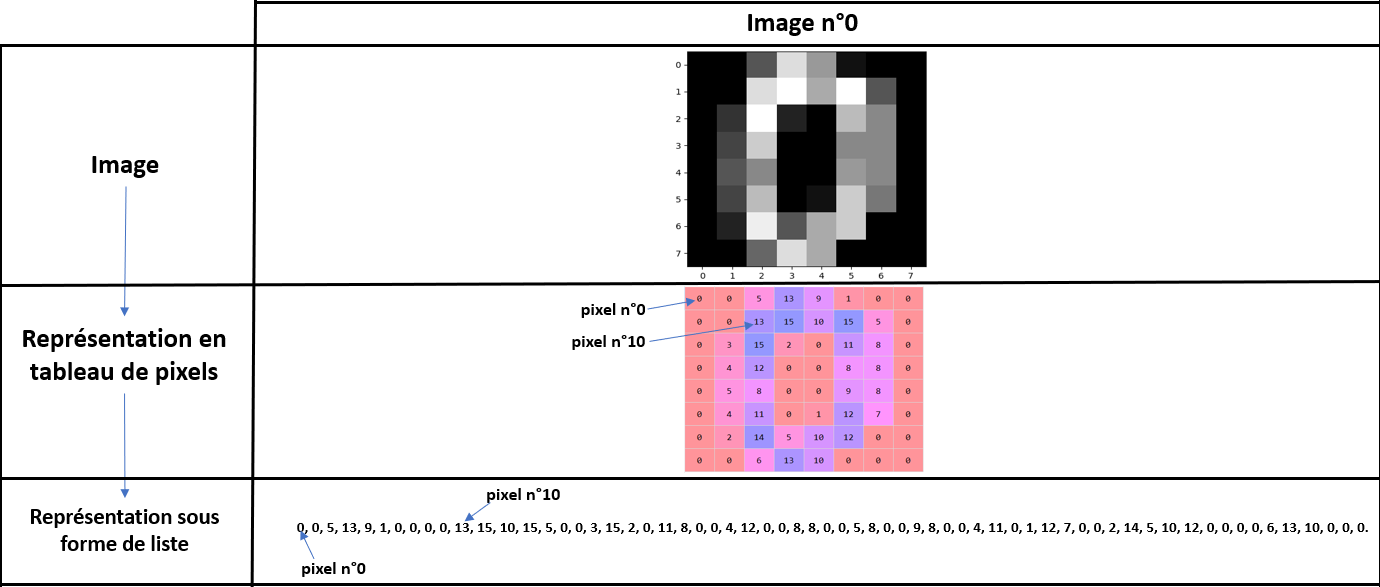 Image n°0
Image
0
1
2
3
4
5
6
7
0 1 2 3 4 5 6 7
Représentation en
tableau de pixels
pixel n°0
pixel n°10
0 0 5 13 9 1 0 0
0 0 13 15 10 15 5 0
0 3 15 2 0 11 8 0
0 4 12 0 0 8 8 0
0 5 8 0 0 9 8 0
0 4 11 0 1 12 7 0
0 2 14 5 10 12 0 0
0 0 6 13 10 0 0 0
Représentation sous
forme de liste
pixel n°10
0, 0, 5, 13, 9, 1, 0, 0, 0, 0, 13, 15, 10, 15, 5, 0, 0, 3, 15, 2, 0, 11, 8, 0, 0, 4, 12, 0, 0, 8, 8, 0, 0, 5, 8, 0, 0, 9, 8, 0, 0, 4, 11, 0, 1, 12, 7, 0, 0, 2, 14, 5, 10, 12, 0, 0, 0, 0, 6, 13, 10, 0, 0, 0.
pixel n°0